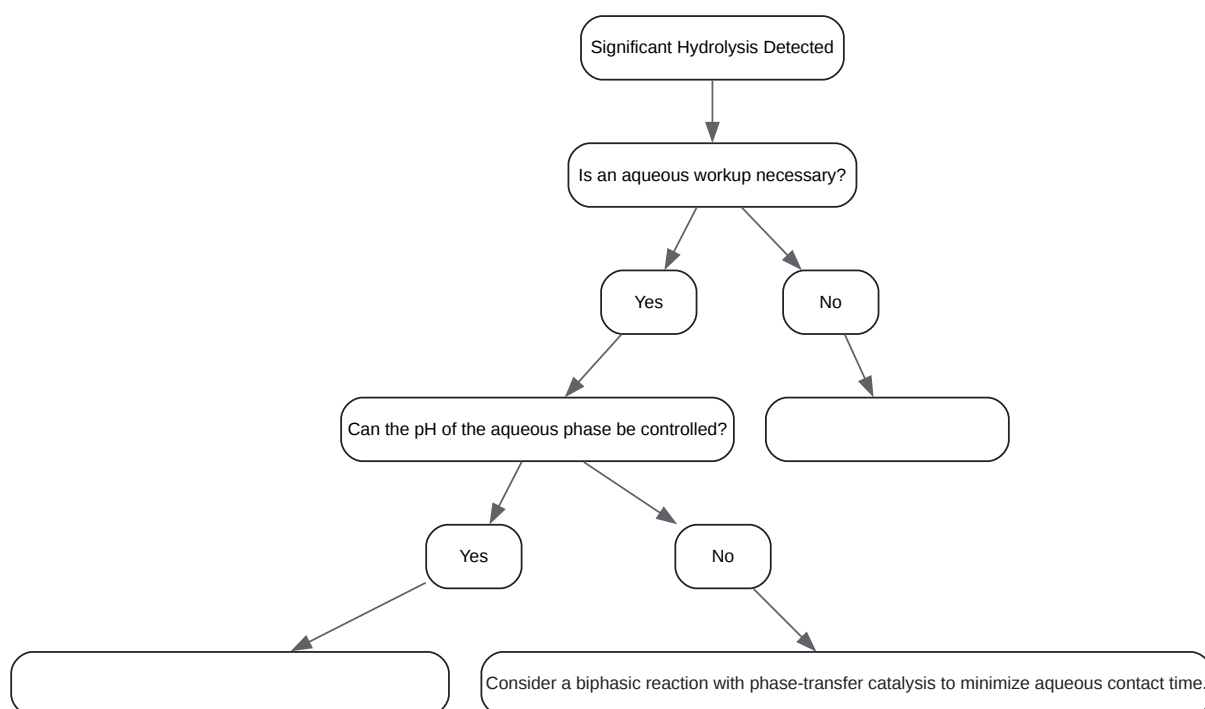 Significant Hydrolysis Detected
Is an aqueous workup necessary?
Yes
No
Can the pH of the aqueous phase be controlled?
Yes
No
Consider a biphasic reaction with phase-transfer catalysis to minimize aqueous contact time.